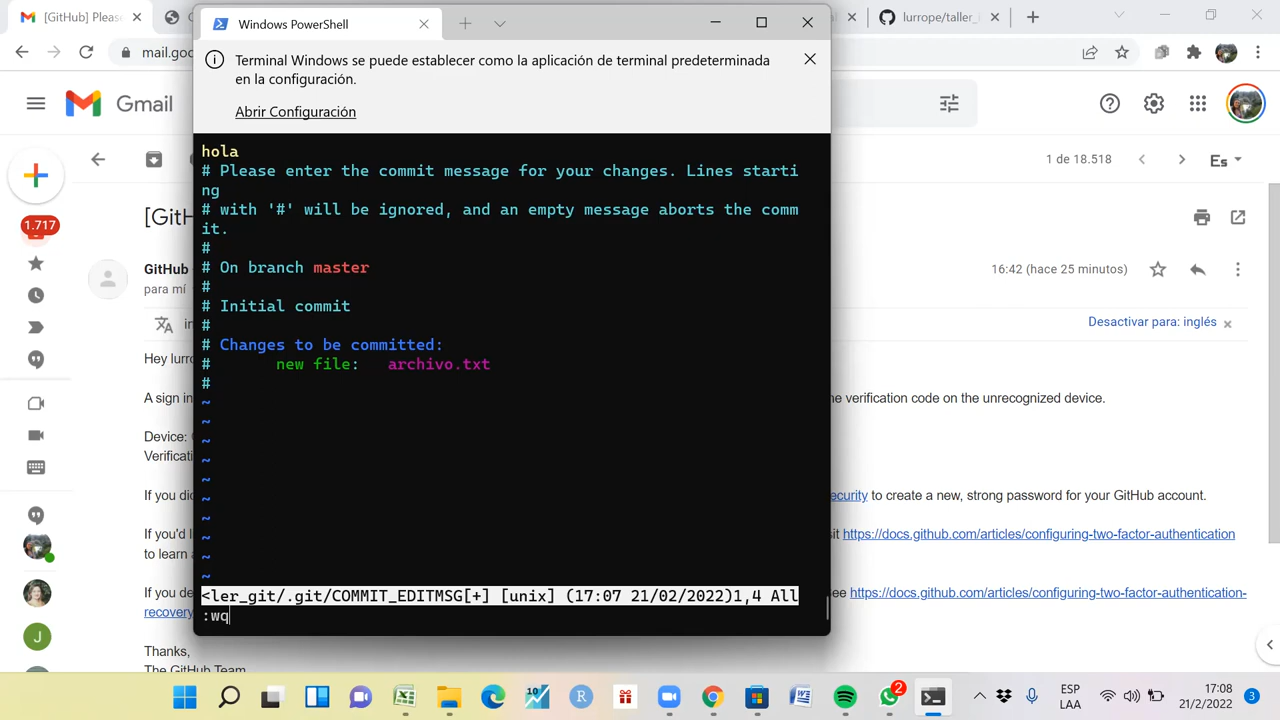 [GitHub] Pleas
Windows PowerShell
lurrope/taller_
mail.goo
Terminal Windows se puede establecer como la aplicación de terminal predeterminada
en la configuración.
Abrir Configuración
Gmail
1 de 18.518
Es
1.717
[GitH
GitHub
para mí
16:42 (hace 25 minutos)
Desactivar para: inglés
hola
# Please enter the commit message for your changes. Lines starti
ng
# with '#' will be ignored, and an empty message aborts the comm
it.
#
# On branch master
#
# Initial commit
#
# Changes to be committed:
#       new file:   archivo.txt
#
~
~
~
~
~
~
~
~
~
~
<ler_git/.git/COMMIT_EDITMSG[+] [unix] (17:07 21/02/2022)1,4 All
:wq
Hey lurro
A sign in
e verification code on the unrecognized device.
Device:
Verificati
If you did
ecurity to create a new, strong password for your GitHub account.
If you'd l
sit https://docs.github.com/articles/configuring-two-factor-authentication
to learn
If you de
ee https://docs.github.com/articles/configuring-two-factor-authentication-
recovery
Thanks,
The GitHub Team
J
10
R
2
ESP
LAA
17:08
21/2/2022
3